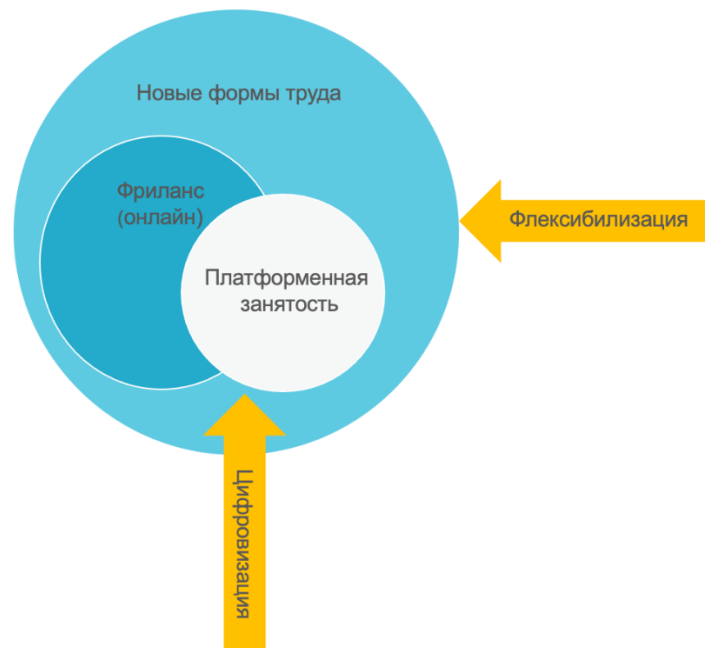 Новые формы труда
Фриланс
(онлайн)
Флексибилизация
Платформенная
занятость
Цифровизация